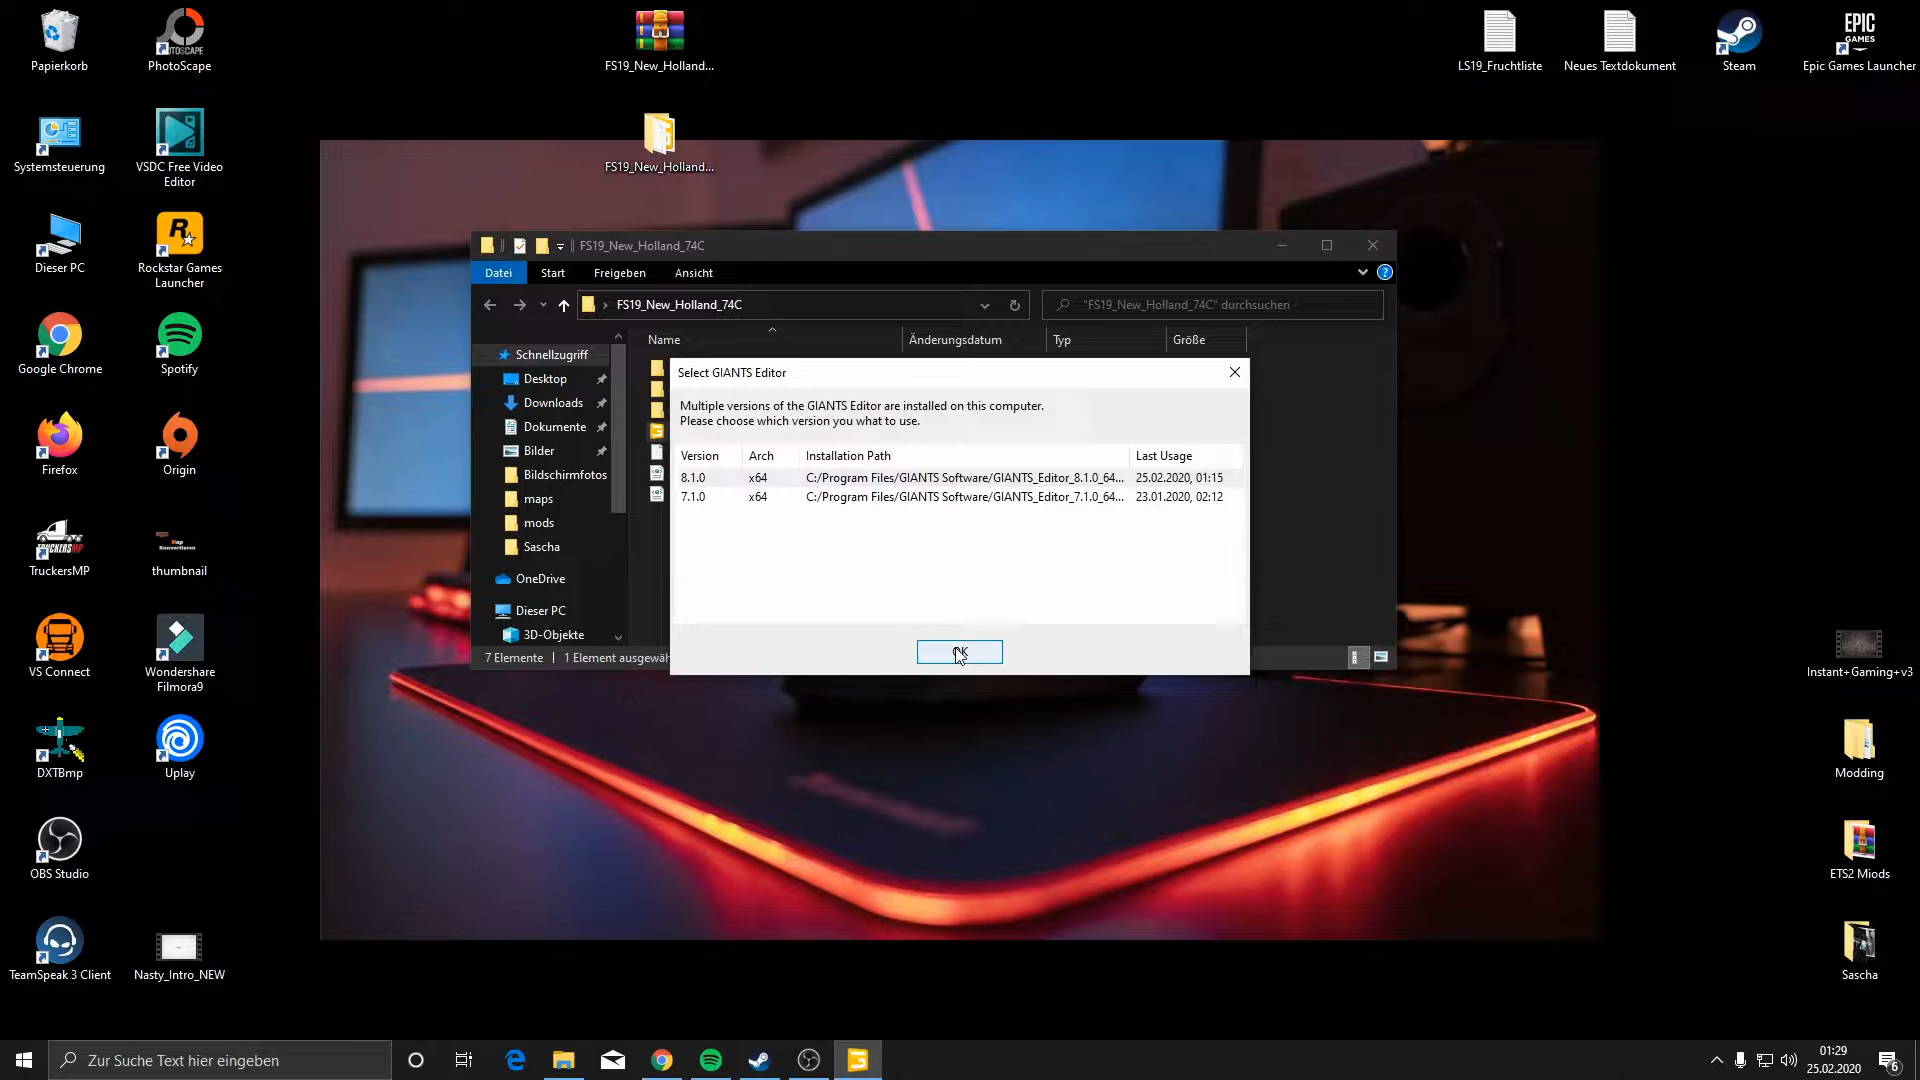 Papierkorb
PhotoScape
FS19_New_Holland...
LS19_Fruchtliste
Neues Textdokument
Steam
EPIC
GAMES
Epic Games Launcher
Systemsteuerung
VSDC Free Video
Editor
FS19_New_Holland...
Dieser PC
Rockstar Games
Launcher
Google Chrome
Spotify
Firefox
Origin
TruckersMP
thumbnail
VS Connect
Wondershare
Filmora9
DXTBmp
Uplay
OBS Studio
TeamSpeak 3 Client
Nasty_Intro_NEW
FS19_New_Holland_74C
Datei
Start
Freigeben
Ansicht
FS19_New_Holland_74C
"FS19_New_Holland_74C" durchsuchen
Name
Änderungsdatum
Typ
Größe
Schnellzugriff
Desktop
Downloads
Dokumente
Bilder
Bildschirmfotos
maps
mods
Sascha
OneDrive
Dieser PC
3D-Objekte
7 Elemente
1 Element ausgewäh
Select GIANTS Editor
Multiple versions of the GIANTS Editor are installed on this computer.
Please choose which version you what to use.
Version Arch Installation Path Last Usage
8.1.0 x64 C:/Program Files/GIANTS Software/GIANTS_Editor_8.1.0_64... 25.02.2020, 01:15
7.1.0 x64 C:/Program Files/GIANTS Software/GIANTS_Editor_7.1.0_64... 23.01.2020, 02:12
OK
Instant+Gaming+v3
Modding
ETS2 Miods
Sascha
Zur Suche Text hier eingeben
01:29
25.02.2020
6